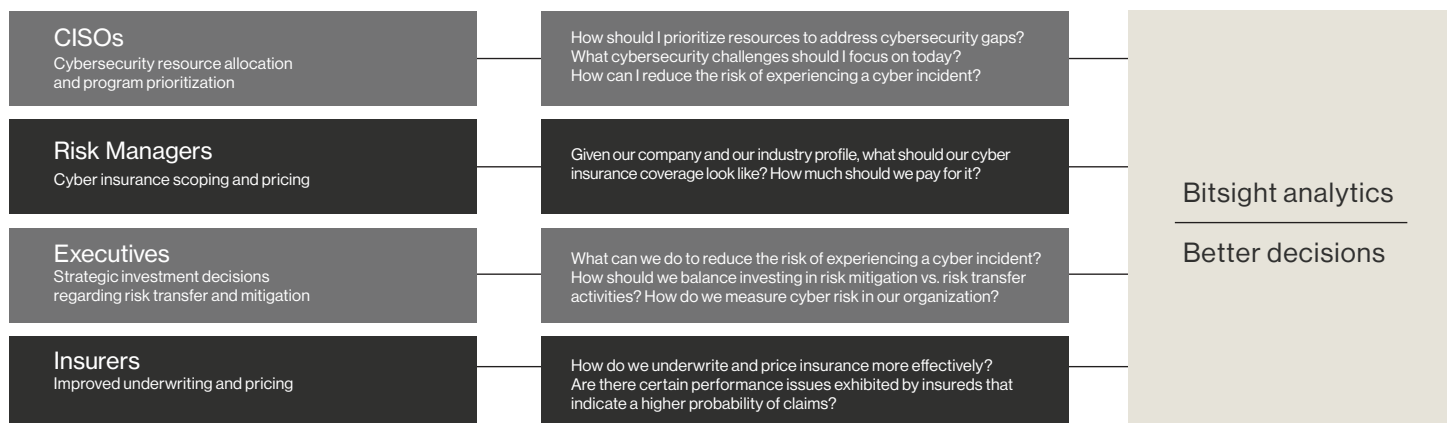 CISOs
Cybersecurity resource allocation
and program prioritization
How should I prioritize resources to address cybersecurity gaps?
What cybersecurity challenges should I focus on today?
How can I reduce the risk of experiencing a cyber incident?
Risk Managers
Cyber insurance scoping and pricing
Given our company and our industry profile, what should our cyber
insurance coverage look like? How much should we pay for it?
Executives
Strategic investment decisions
regarding risk transfer and mitigation
What can we do to reduce the risk of experiencing a cyber incident?
How should we balance investing in risk mitigation vs. risk transfer
activities? How do we measure cyber risk in our organization?
Insurers
Improved underwriting and pricing
How do we underwrite and price insurance more effectively?
Are there certain performance issues exhibited by insureds that
indicate a higher probability of claims?
Bitsight analytics
Better decisions